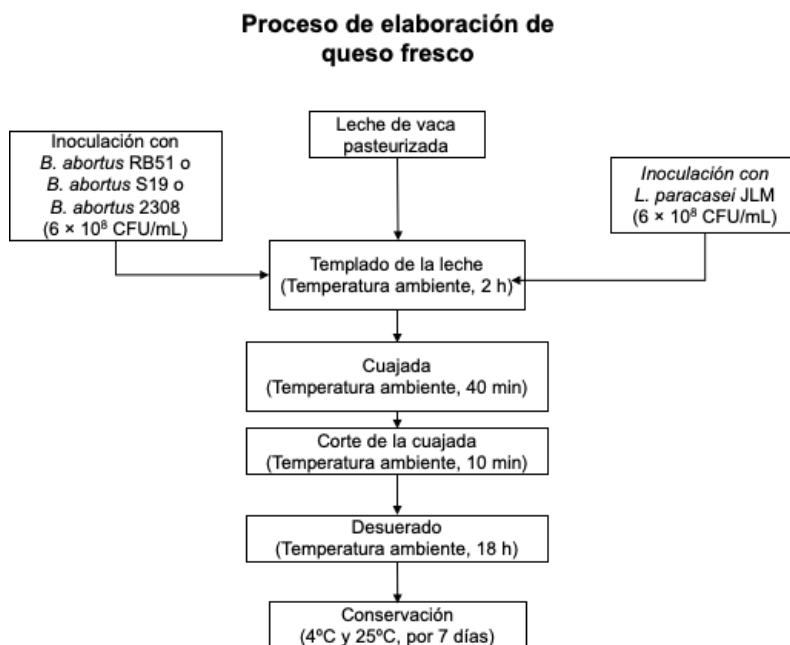 Proceso de elaboración de
queso fresco
Leche de vaca
pasteurizada
Inoculación con
B. abortus RB51 o
B. abortus S19 o
B. abortus 2308
(6 × 10⁸ CFU/mL)
Inoculación con
L. paracasei JLM
(6 × 10⁸ CFU/mL)
Templado de la leche
(Temperatura ambiente, 2 h)
Cuajada
(Temperatura ambiente, 40 min)
Corte de la cuajada
(Temperatura ambiente, 10 min)
Desuerado
(Temperatura ambiente, 18 h)
Conservación
(4ºC y 25ºC, por 7 días)